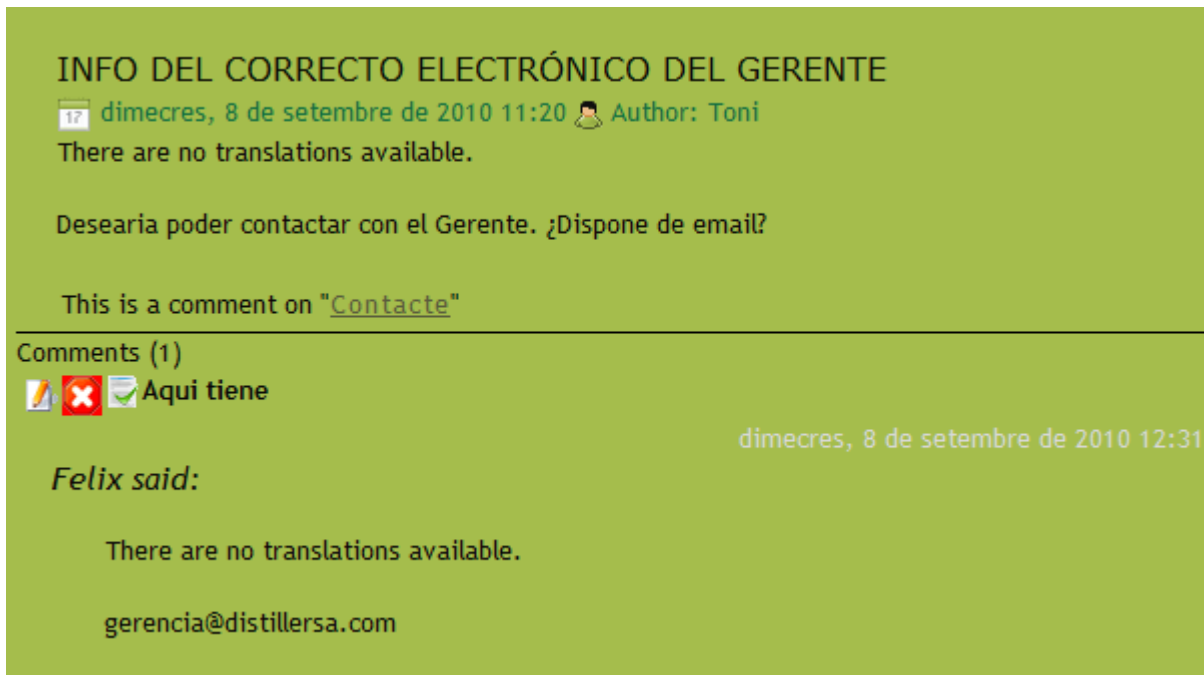 INFO DEL CORRECTO ELECTRÓNICO DEL GERENTE
17 dimecres, 8 de setembre de 2010 11:20 Author: Toni
There are no translations available.
Desearia poder contactar con el Gerente. ¿Dispone de email?
This is a comment on "Contacte"
Comments (1)
Aqui tiene
dimecres, 8 de setembre de 2010 12:31
Felix said:
There are no translations available.
gerencia@distillersa.com